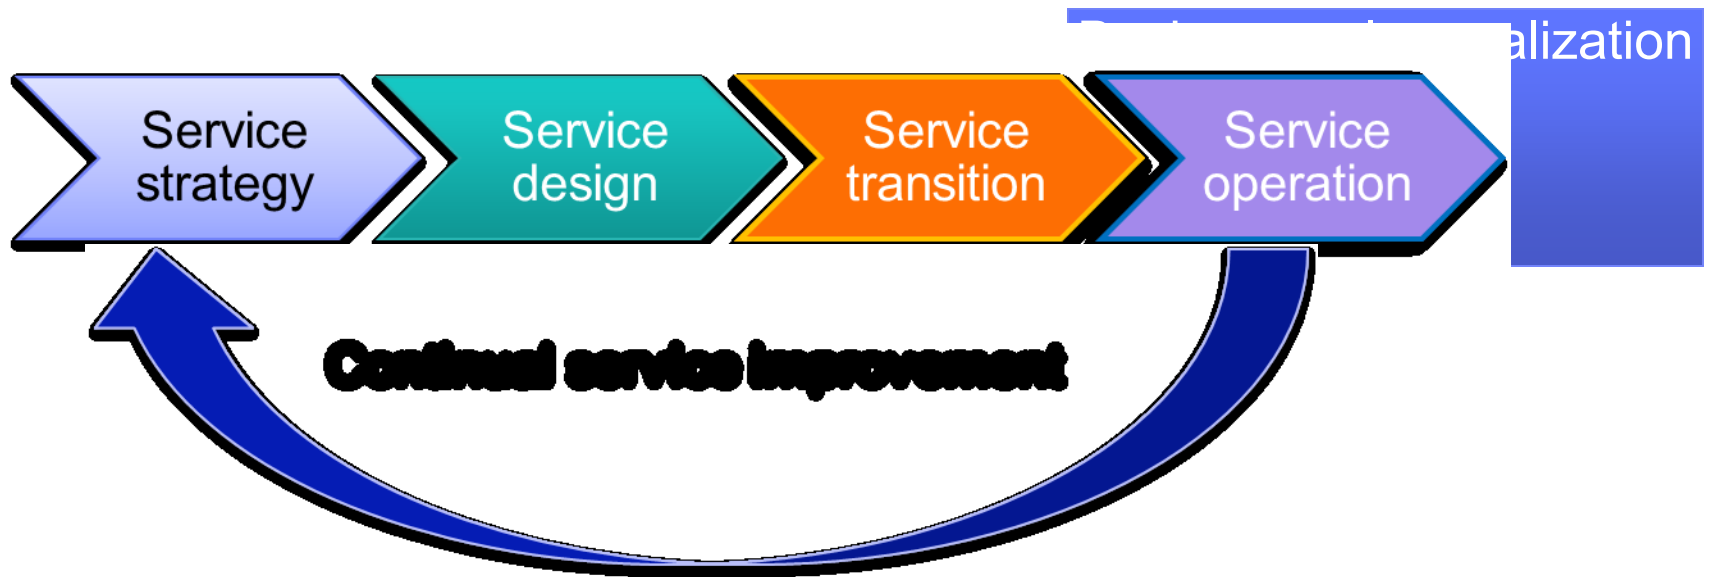 alization
Service
strategy
Service
design
Service
transition
Service
operation
Continual service improvement